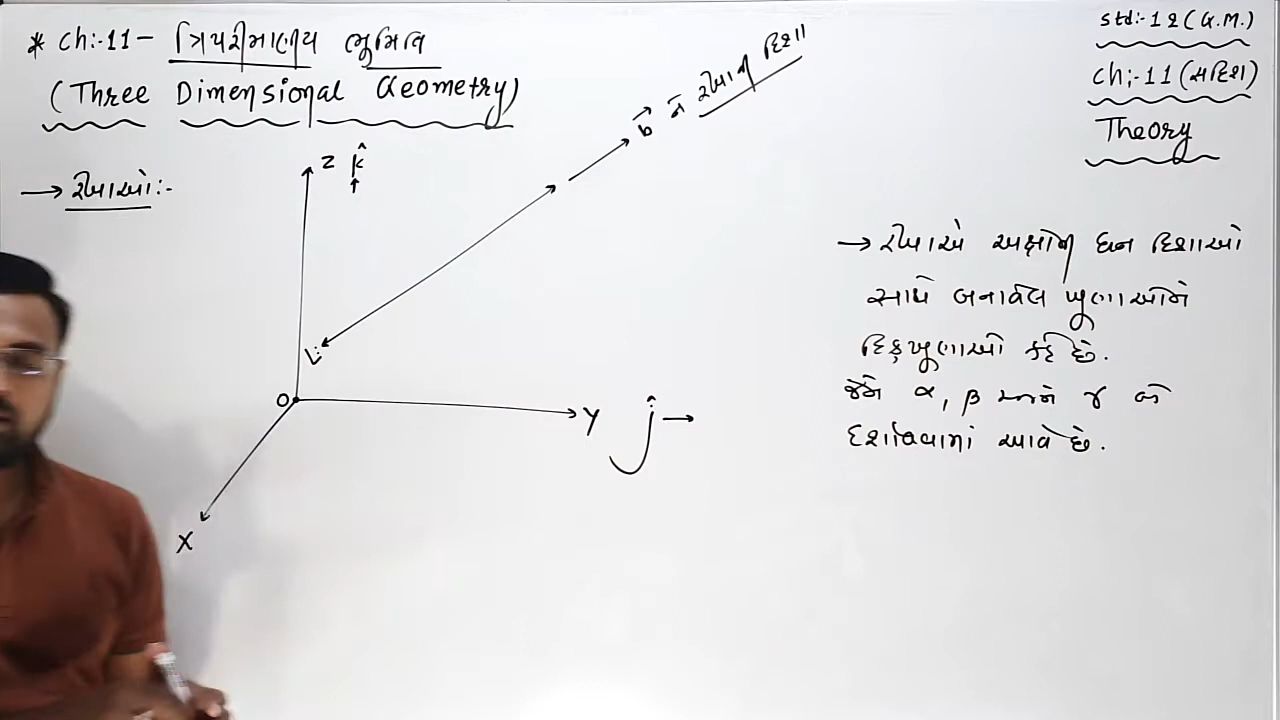 * Ch:-11- ત્રિપરીમાણીય ભુમિતિ
(Three Dimensional Geometry)
std:-12(G.M.)
Ch:-11(સદિશ)
Theory
→ રેખાઓ:-
Z k̂
b⃗ ને રેખાની દિશા
L:
O
Y ĵ →
X
→ રેખાએ અક્ષોની ધન દિશાઓ
સાથે બનાવેલ ખૂણાઓને
દિક્ખૂણાઓ કહે છે.
જેને α, β અને γ વડે
દર્શાવવામાં આવે છે.